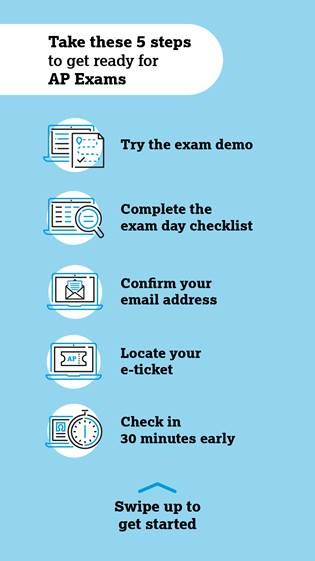 Take these 5 steps
to get ready for
AP Exams
Try the exam demo
Complete the
exam day checklist
Confirm your
email address
AP
Locate your
e-ticket
Check in
30 minutes early
Swipe up to
get started